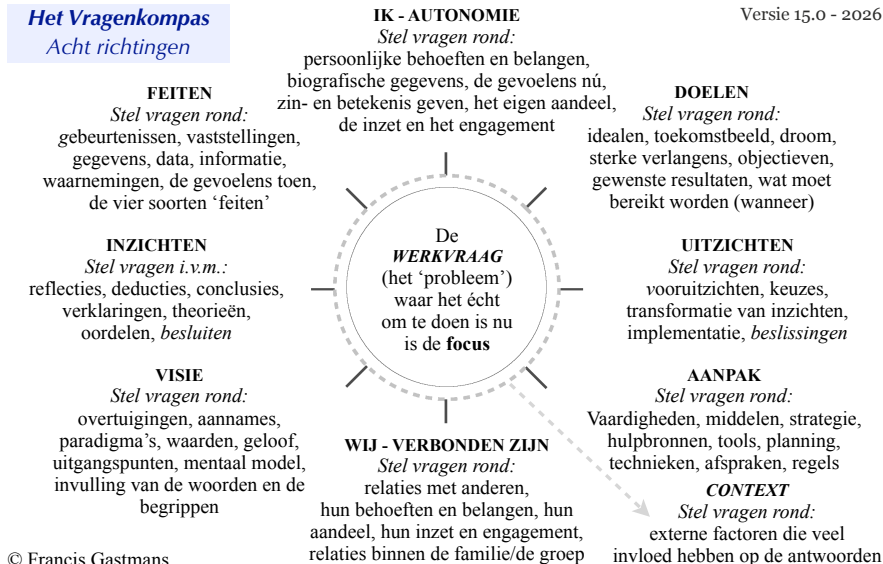 Het Vragenkompas
Acht richtingen
Versie 15.0 - 2026
IK - AUTONOMIE
Stel vragen rond:
persoonlijke behoeften en belangen,
biografische gegevens, de gevoelens nú,
zin- en betekenis geven, het eigen aandeel,
de inzet en het engagement
FEITEN
Stel vragen rond:
gebeurtenissen, vaststellingen,
gegevens, data, informatie,
waarnemingen, de gevoelens toen,
de vier soorten ‘feiten’
DOELEN
Stel vragen rond:
idealen, toekomstbeeld, droom,
sterke verlangens, objectieven,
gewenste resultaten, wat moet
bereikt worden (wanneer)
INZICHTEN
Stel vragen i.v.m.:
reflecties, deducties, conclusies,
verklaringen, theorieën,
oordelen, besluiten
De
WERKVRAAG
(het ‘probleem’)
waar het écht
om te doen is nu
is de focus
UITZICHTEN
Stel vragen rond:
vooruitzichten, keuzes,
transformatie van inzichten,
implementatie, beslissingen
VISIE
Stel vragen rond:
overtuigingen, aannames,
paradigma’s, waarden, geloof,
uitgangspunten, mentaal model,
invulling van de woorden en de
begrippen
AANPAK
Stel vragen rond:
Vaardigheden, middelen, strategie,
hulpbronnen, tools, planning,
technieken, afspraken, regels
WIJ - VERBONDEN ZIJN
Stel vragen rond:
relaties met anderen,
hun behoeften en belangen, hun
aandeel, hun inzet en engagement,
relaties binnen de familie/de groep
CONTEXT
Stel vragen rond:
externe factoren die veel
invloed hebben op de antwoorden
© Francis Gastmans